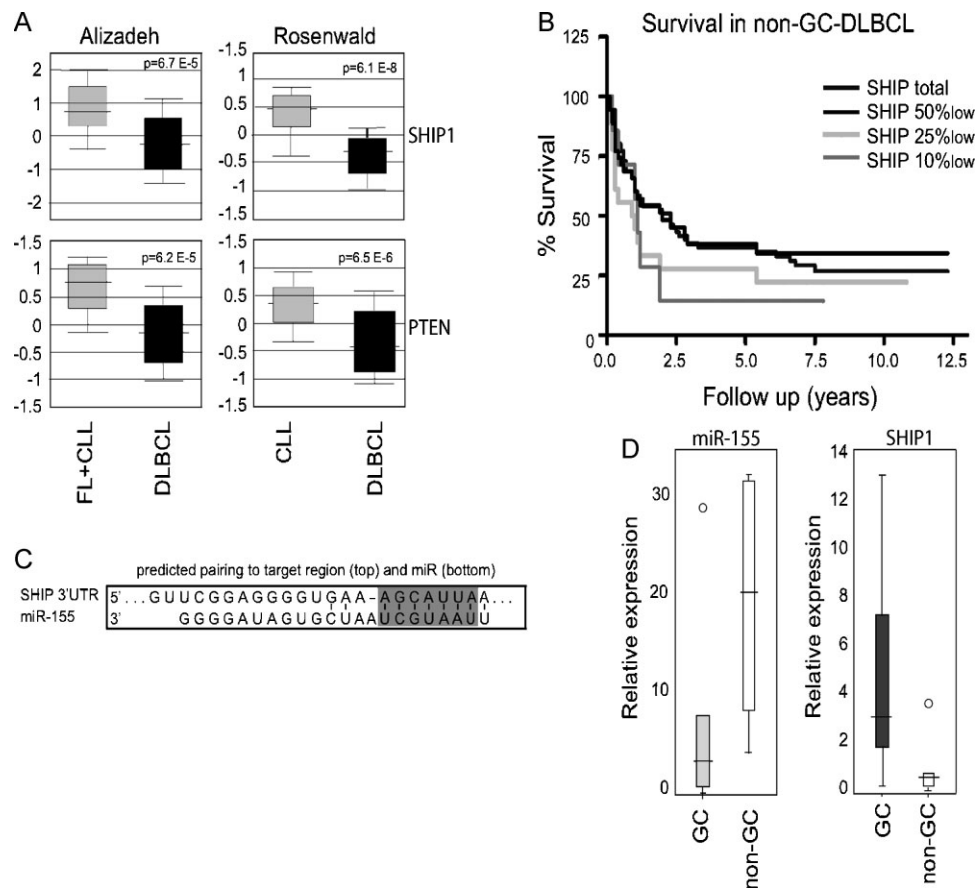 A
Alizadeh
Rosenwald
2
1
0
-1
-2
p=6.7 E-5
-1.5
1
0.5
0
-0.5
-1
-1.5
p=6.1 E-8
SHIP1
-1.5
1
0.5
0
-0.5
-1
-1.5
p=6.2 E-5
-1.5
1
0.5
0
-0.5
-1
-1.5
p=6.5 E-6
PTEN
FL+CLL
DLBCL
CLL
DLBCL
B
Survival in non-GC-DLBCL
125
100
75
50
25
0
% Survival
SHIP total
SHIP 50%low
SHIP 25%low
SHIP 10%low
0.0 2.5 5.0 7.5 10.0 12.5
Follow up (years)
C
predicted pairing to target region (top) and miR (bottom)
SHIP 3'UTR 5' ...GUUCGGAGGGGUGAA-AGCAUUAA...
miR-155 3' GGGGAUAGUGCUAAUCGUAAUU
D
miR-155
Relative expression
30
20
10
0
GC
non-GC
SHIP1
Relative expression
14
12
10
8
6
4
2
0
GC
non-GC